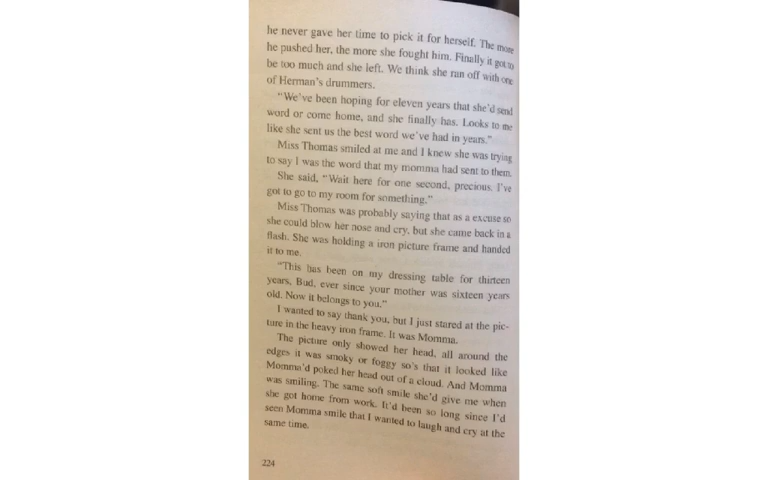 he never gave her time to pick it for herself. The more
he pushed her, the more she fought him. Finally it got to
be too much and she left. We think she ran off with one
of Herman's drummers.
"We've been hoping for eleven years that she'd send
word or come home, and she finally has. Looks to me
like she sent us the best word we've had in years."
Miss Thomas smiled at me and I knew she was trying
to say I was the word that my momma had sent to them.
She said, "Wait here for one second, precious. I've
got to go to my room for something."
Miss Thomas was probably saying that as a excuse so
she could blow her nose and cry, but she came back in a
flash. She was holding a iron picture frame and handed
it to me.
"This has been on my dressing table for thirteen
years, Bud, ever since your mother was sixteen years
old. Now it belongs to you."
I wanted to say thank you, but I just stared at the pic-
ture in the heavy iron frame. It was Momma.
The picture only showed her head, all around the
edges it was smoky or foggy so's that it looked like
Momma'd poked her head out of a cloud. And Momma
was smiling. The same soft smile she'd give me when
she got home from work. It'd been so long since I'd
seen Momma smile that I wanted to laugh and cry at the
same time.
224